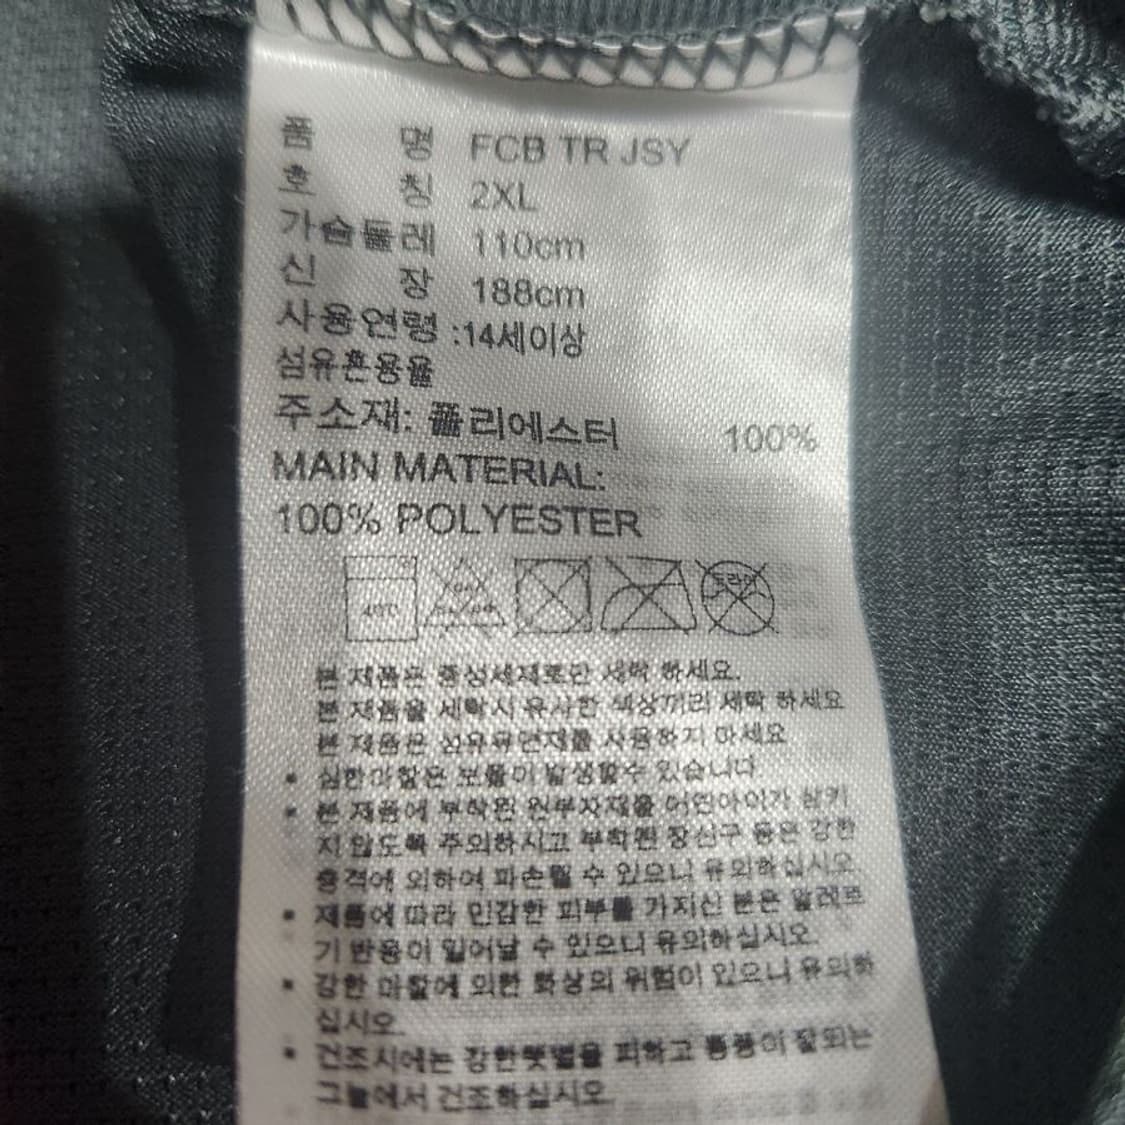 품 명 FCB TR JSY
호 칭 2XL
가슴둘레 110cm
신 장 188cm
사용연령 :14세이상
섬유혼용율
주소재: 폴리에스터 100%
MAIN MATERIAL:
100% POLYESTER
40℃
드라이
본 제품은 중성세제로만 세탁 하세요.
본 제품을 세탁시 유사한 색상끼리 세탁 하세요
본 제품은 섬유유연제를 사용하지 마세요
▪ 심한마찰은 보풀이 발생할수 있습니다.
▪ 본 제품에 부착된 원부자재을 어린아이가 삼키
지 않도록 주의하시고 부착된 장신구 등은 강한
충격에 의하여 파손될 수 있으니 유의하십시오.
▪ 제품에 따라 민감한 피부를 가지신 분은 알레르
기 반응이 일어날 수 있으니 유의하십시오.
▪ 강한 마찰에 의한 화상의 위험이 있으니 유의하
십시오.
▪ 건조시에는 강한햇볕을 피하고 통풍이 잘되는
그늘에서 건조하십시오.